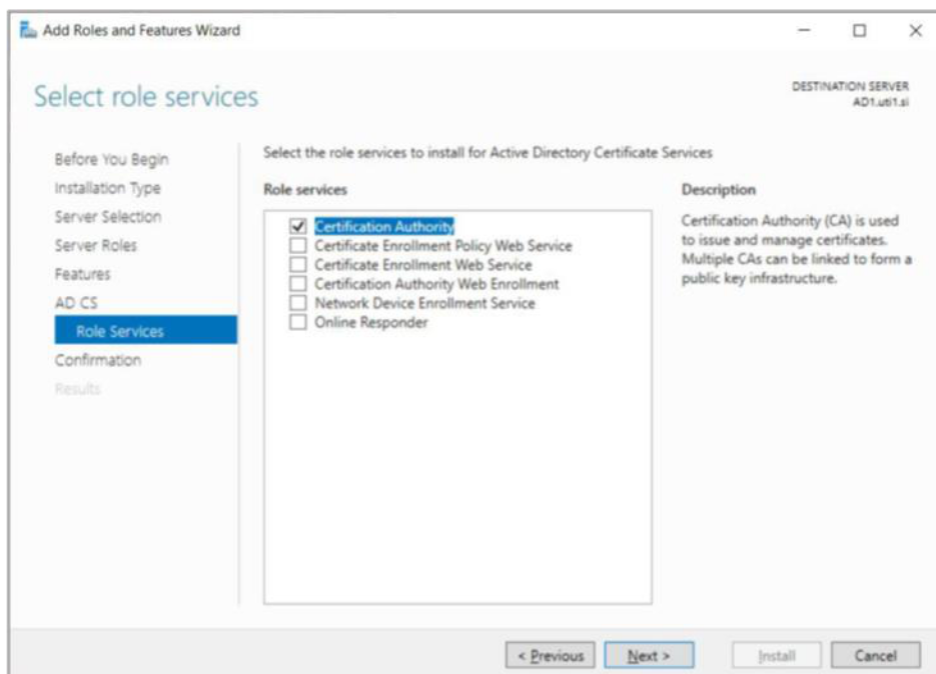 Add Roles and Features Wizard
Select role services
DESTINATION SERVER
AD1.uti1.si
Before You Begin
Installation Type
Server Selection
Server Roles
Features
AD CS
Role Services
Confirmation
Results
Select the role services to install for Active Directory Certificate Services
Role services
Certification Authority
Certificate Enrollment Policy Web Service
Certificate Enrollment Web Service
Certification Authority Web Enrollment
Network Device Enrollment Service
Online Responder
Description
Certification Authority (CA) is used
to issue and manage certificates.
Multiple CAs can be linked to form a
public key infrastructure.
< Previous
Next >
Install
Cancel